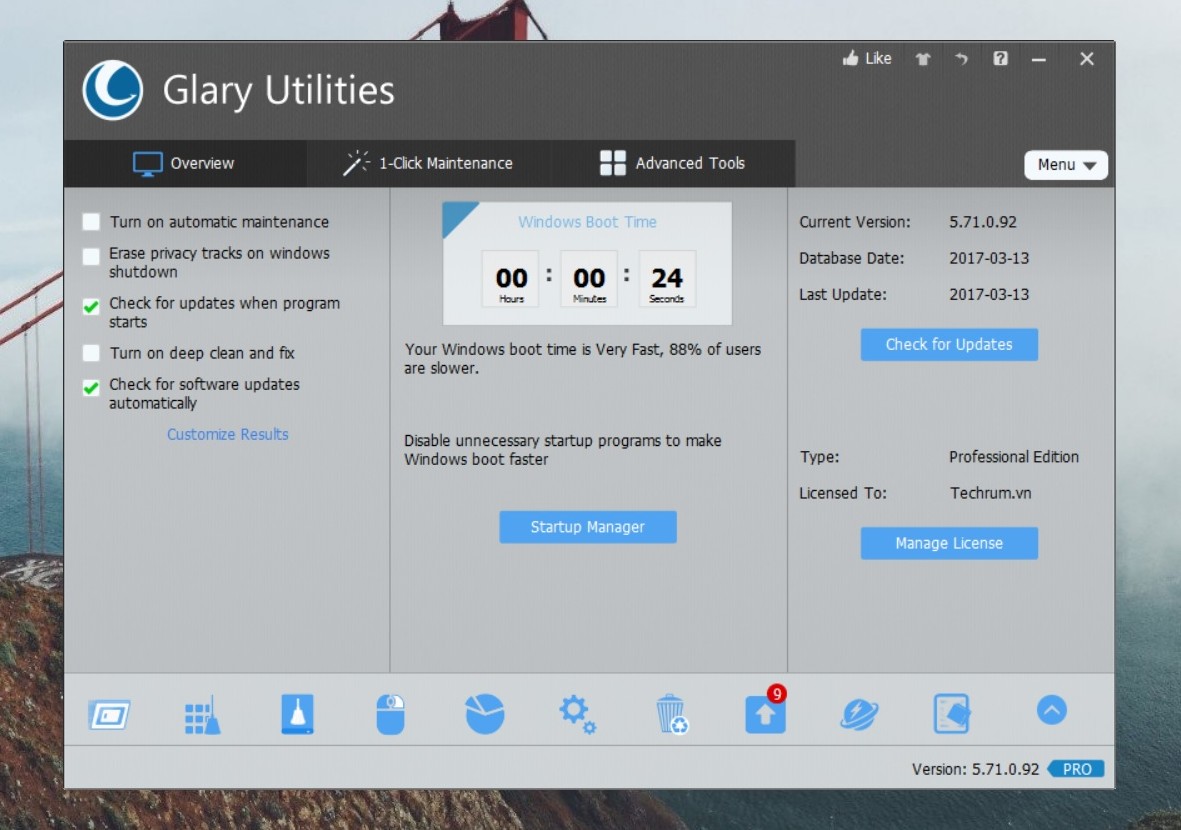 Like
Glary Utilities
Overview
1-Click Maintenance
Advanced Tools
Menu
Turn on automatic maintenance
Erase privacy tracks on windows
shutdown
Check for updates when program
starts
Turn on deep clean and fix
Check for software updates
automatically
Customize Results
Windows Boot Time
00 : 00 : 24
Hours Minutes Seconds
Your Windows boot time is Very Fast, 88% of users
are slower.
Disable unnecessary startup programs to make
Windows boot faster
Startup Manager
Current Version: 5.71.0.92
Database Date: 2017-03-13
Last Update: 2017-03-13
Check for Updates
Type: Professional Edition
Licensed To: Techrum.vn
Manage License
9
Version: 5.71.0.92 PRO